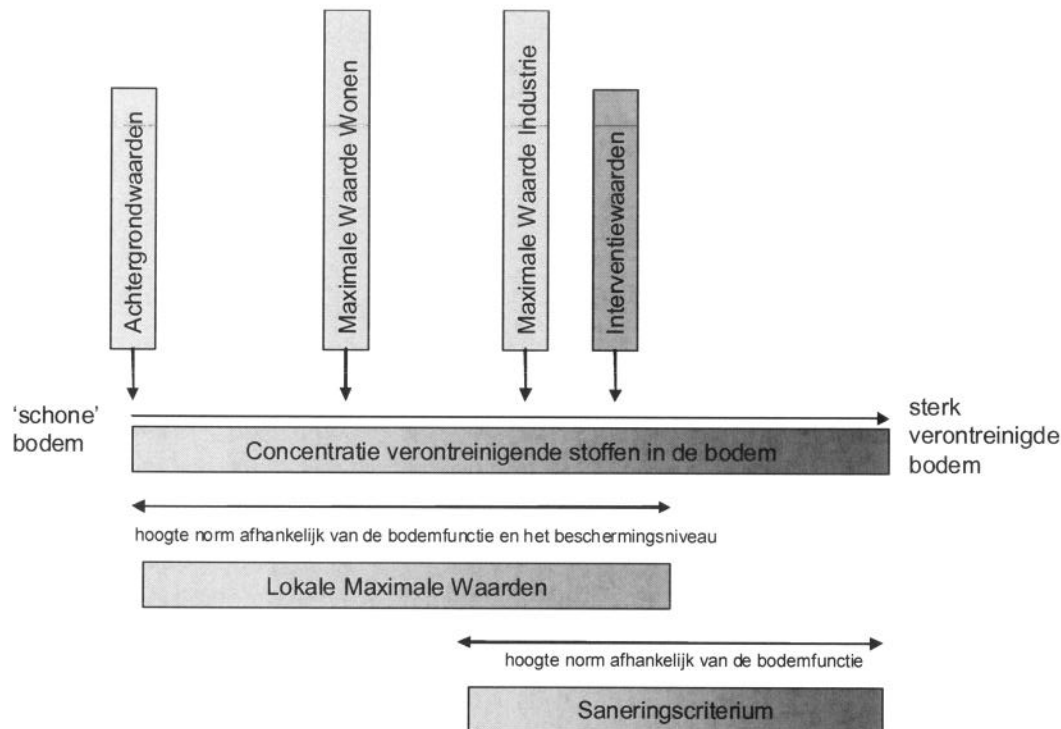 Achtergrondwaarden
Maximale Waarde Wonen
Maximale Waarde Industrie
Interventiewaarden
'schone'
bodem
sterk
verontreinigde
bodem
Concentratie verontreinigende stoffen in de bodem
hoogte norm afhankelijk van de bodemfunctie en het beschermingsniveau
Lokale Maximale Waarden
hoogte norm afhankelijk van de bodemfunctie
Saneringscriterium